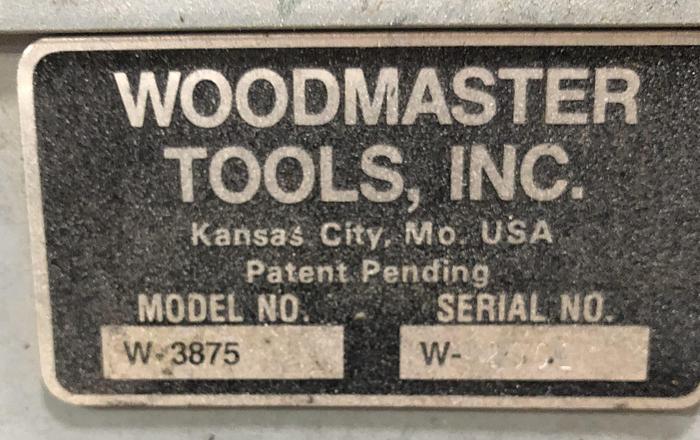 WOODMASTER
TOOLS, INC.
Kansas City, Mo. USA
Patent Pending
MODEL NO. SERIAL NO.
W-3875 W-